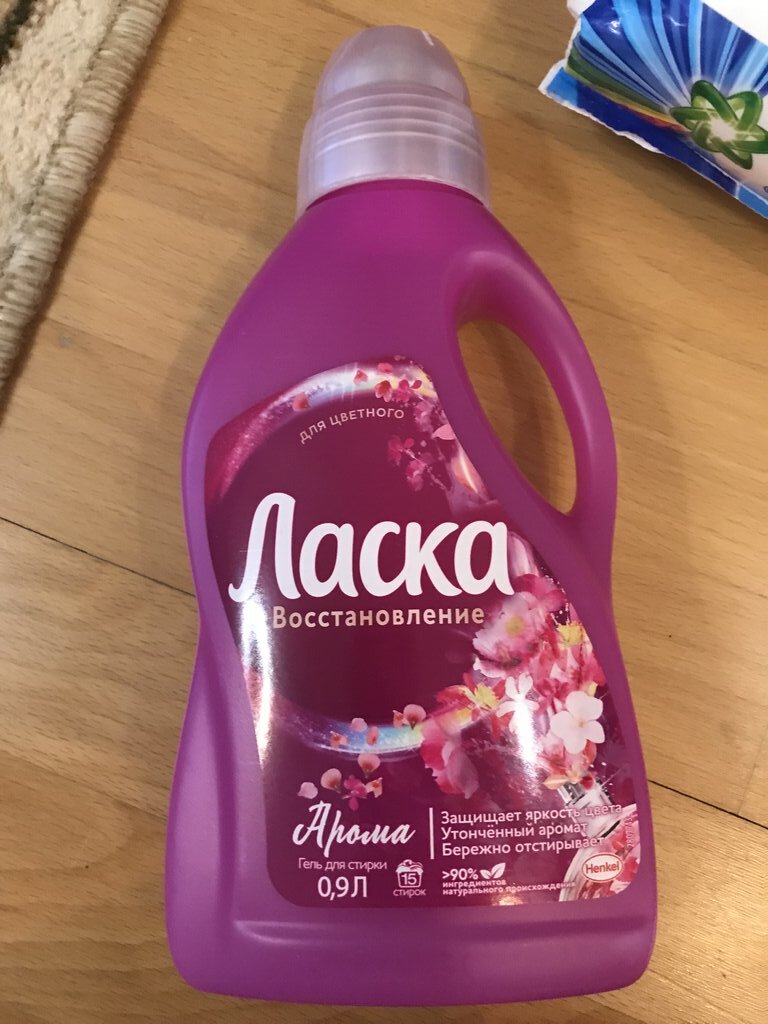 для цветного
Ласка
Восстановление
Арома
Гель для стирки
0,9Л
15
стирок
Защищает яркость цвета
Утончённый аромат
Бережно отстирывает
>90%
ингредиентов
натурального происхождения
Henkel